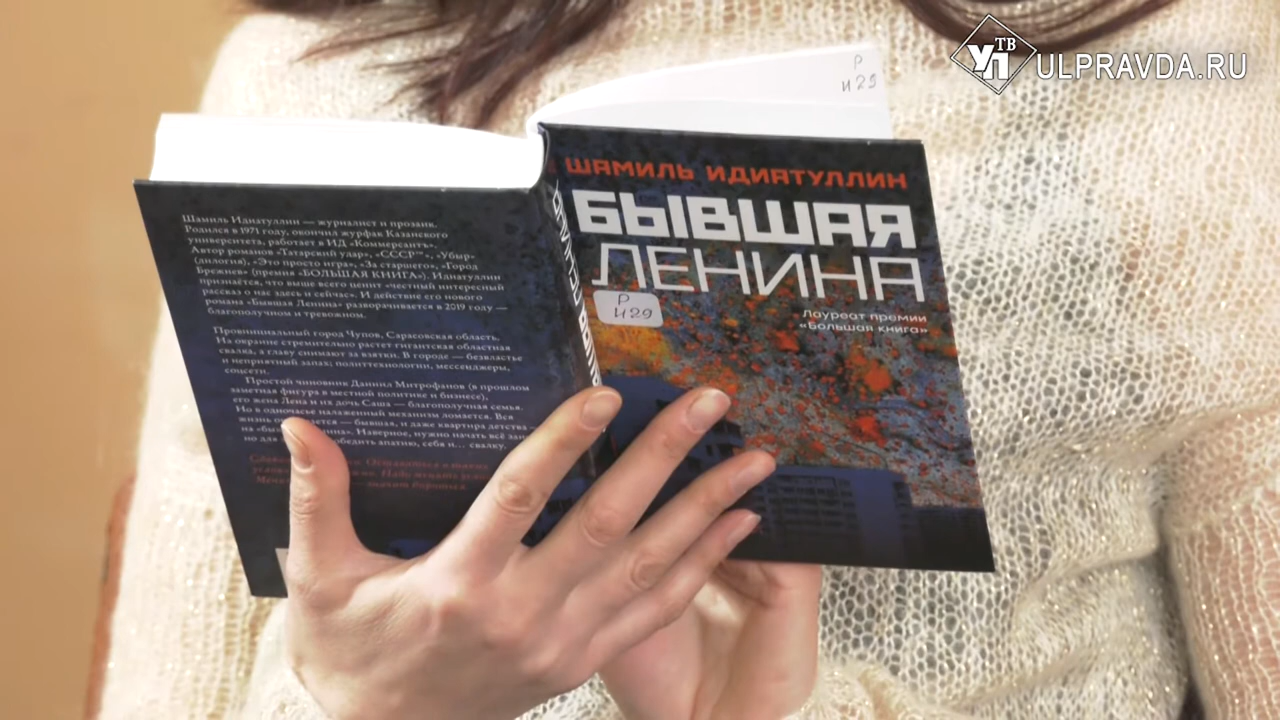 ТВ
УП
ULPRAVDA.RU
Р
И29
Шамиль Идиатуллин — журналист и прозаик.
Родился в 1971 году, окончил журфак Казанского
университета, работает в ИД «Коммерсантъ».
Автор романов «Татарский удар», «СССР™», «Убыр»
(дилогия), «Это просто игра», «За старшего», «Город
Брежнев» (премия «БОЛЬШАЯ КНИГА»). Идиатуллин
признаётся, что выше всего ценит «честный интересный
рассказ о нас здесь и сейчас». И действие его нового
романа «Бывшая Ленина» разворачивается в 2019 году —
благополучном и тревожном.
Провинциальный город Чупов, Сарасовская область.
На окраине стремительно растет гигантская областная
свалка, а главу снимают за взятки. В городе — безвластье
и неприятный запах; политтехнологии, мессенджеры,
соцсети.
Простой чиновник Даниил Митрофанов (в прошлом
заметная фигура в местной политике и бизнесе),
его жена Лена и их дочь Саша — благополучная семья.
Но в одночасье налаженный механизм ломается. Вся
жизнь — бывшая, и даже квартира детства —
на Наверное, нужно начать всё
но для победить апатию, себя и... свалку.
ШАМИЛЬ ИДИАТУЛЛИН
БЫВШАЯ
ЛЕНИНА
Р
И29
Лауреат премии
«Большая книга»